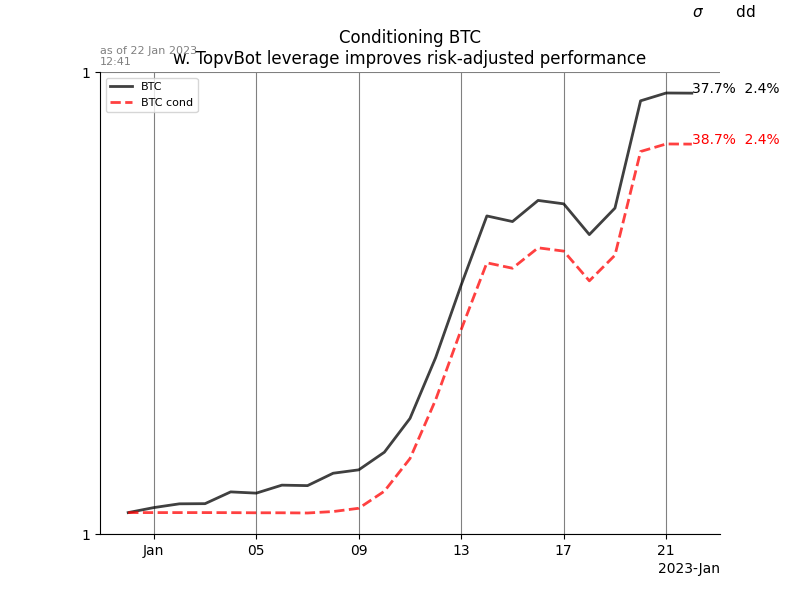 σ dd
Conditioning BTC
as of 22 Jan 2023
12:41
w. TopvBot leverage improves risk-adjusted performance
1
BTC
BTC cond
37.7% 2.4%
38.7% 2.4%
1
Jan 05 09 13 17 21
2023-Jan